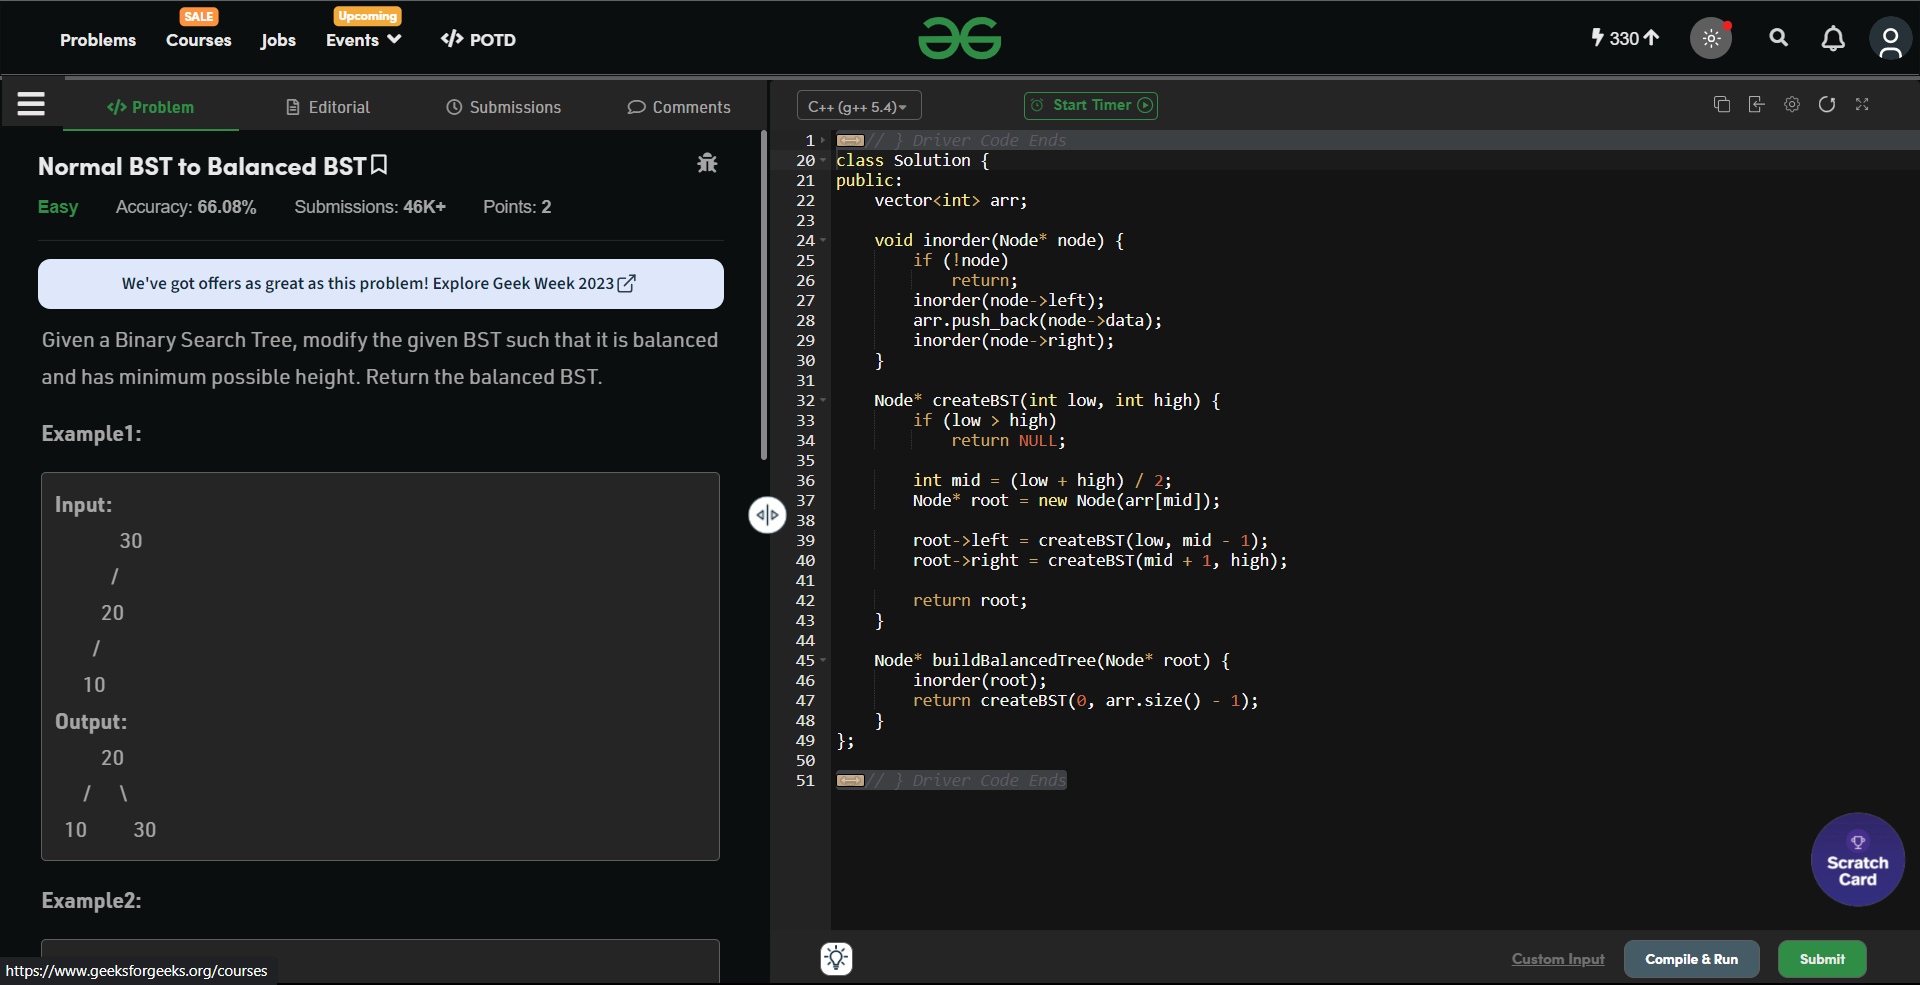 SALE
Upcoming
Problems Courses Jobs Events </> POTD
330
</> Problem Editorial Submissions Comments
Normal BST to Balanced BST
Easy Accuracy: 66.08% Submissions: 46K+ Points: 2
We've got offers as great as this problem! Explore Geek Week 2023
Given a Binary Search Tree, modify the given BST such that it is balanced
and has minimum possible height. Return the balanced BST.
Example1:
Input:
30
/
20
/
10
Output:
20
/ \
10 30
Example2:
https://www.geeksforgeeks.org/courses
C++ (g++ 5.4) Start Timer
1 // } Driver Code Ends
20 class Solution {
21 public:
22     vector<int> arr;
23
24     void inorder(Node* node) {
25         if (!node)
26             return;
27         inorder(node->left);
28         arr.push_back(node->data);
29         inorder(node->right);
30     }
31
32     Node* createBST(int low, int high) {
33         if (low > high)
34             return NULL;
35
36         int mid = (low + high) / 2;
37         Node* root = new Node(arr[mid]);
38
39         root->left = createBST(low, mid - 1);
40         root->right = createBST(mid + 1, high);
41
42         return root;
43     }
44
45     Node* buildBalancedTree(Node* root) {
46         inorder(root);
47         return createBST(0, arr.size() - 1);
48     }
49 };
50
51 // } Driver Code Ends
Scratch
Card
Custom Input Compile & Run Submit